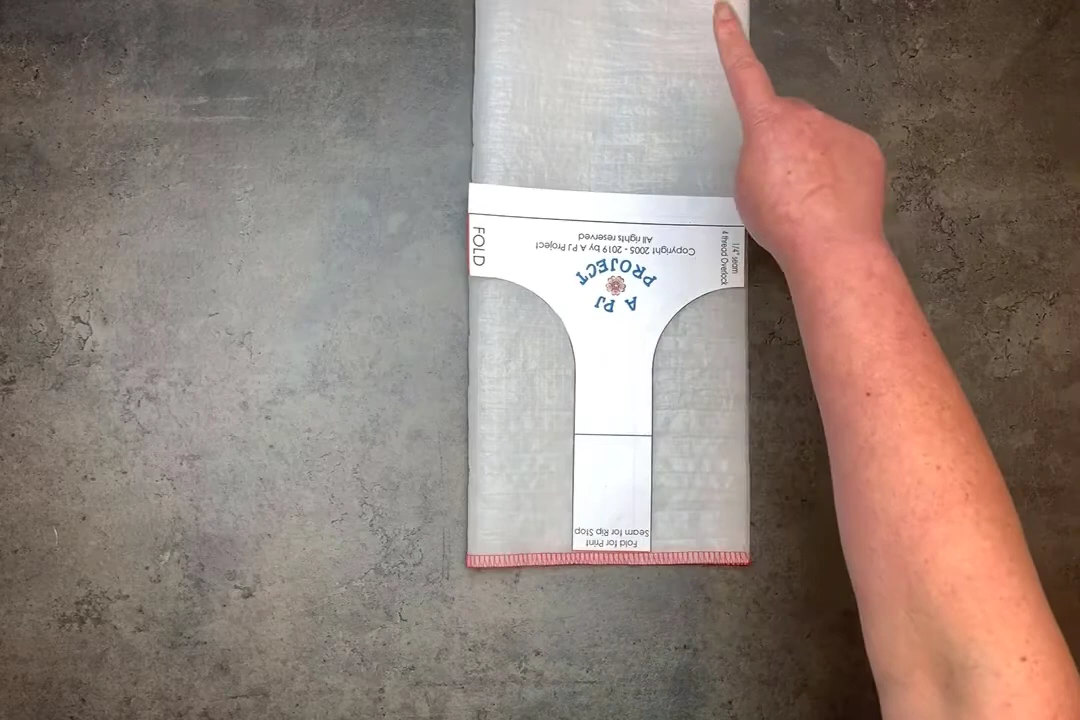 Fold for Print
Seam for Rip Stop
A PJ
PROJECT
Copyright 2005 - 2019 by A PJ Project
All rights reserved
FOLD
1/4" seam
4 thread Overlock